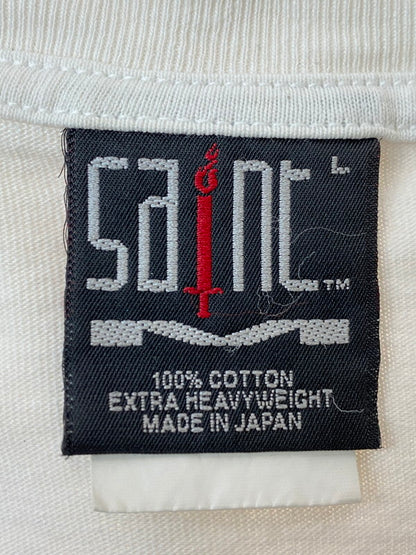 saint L
TM
100% COTTON
EXTRA HEAVYWEIGHT
MADE IN JAPAN